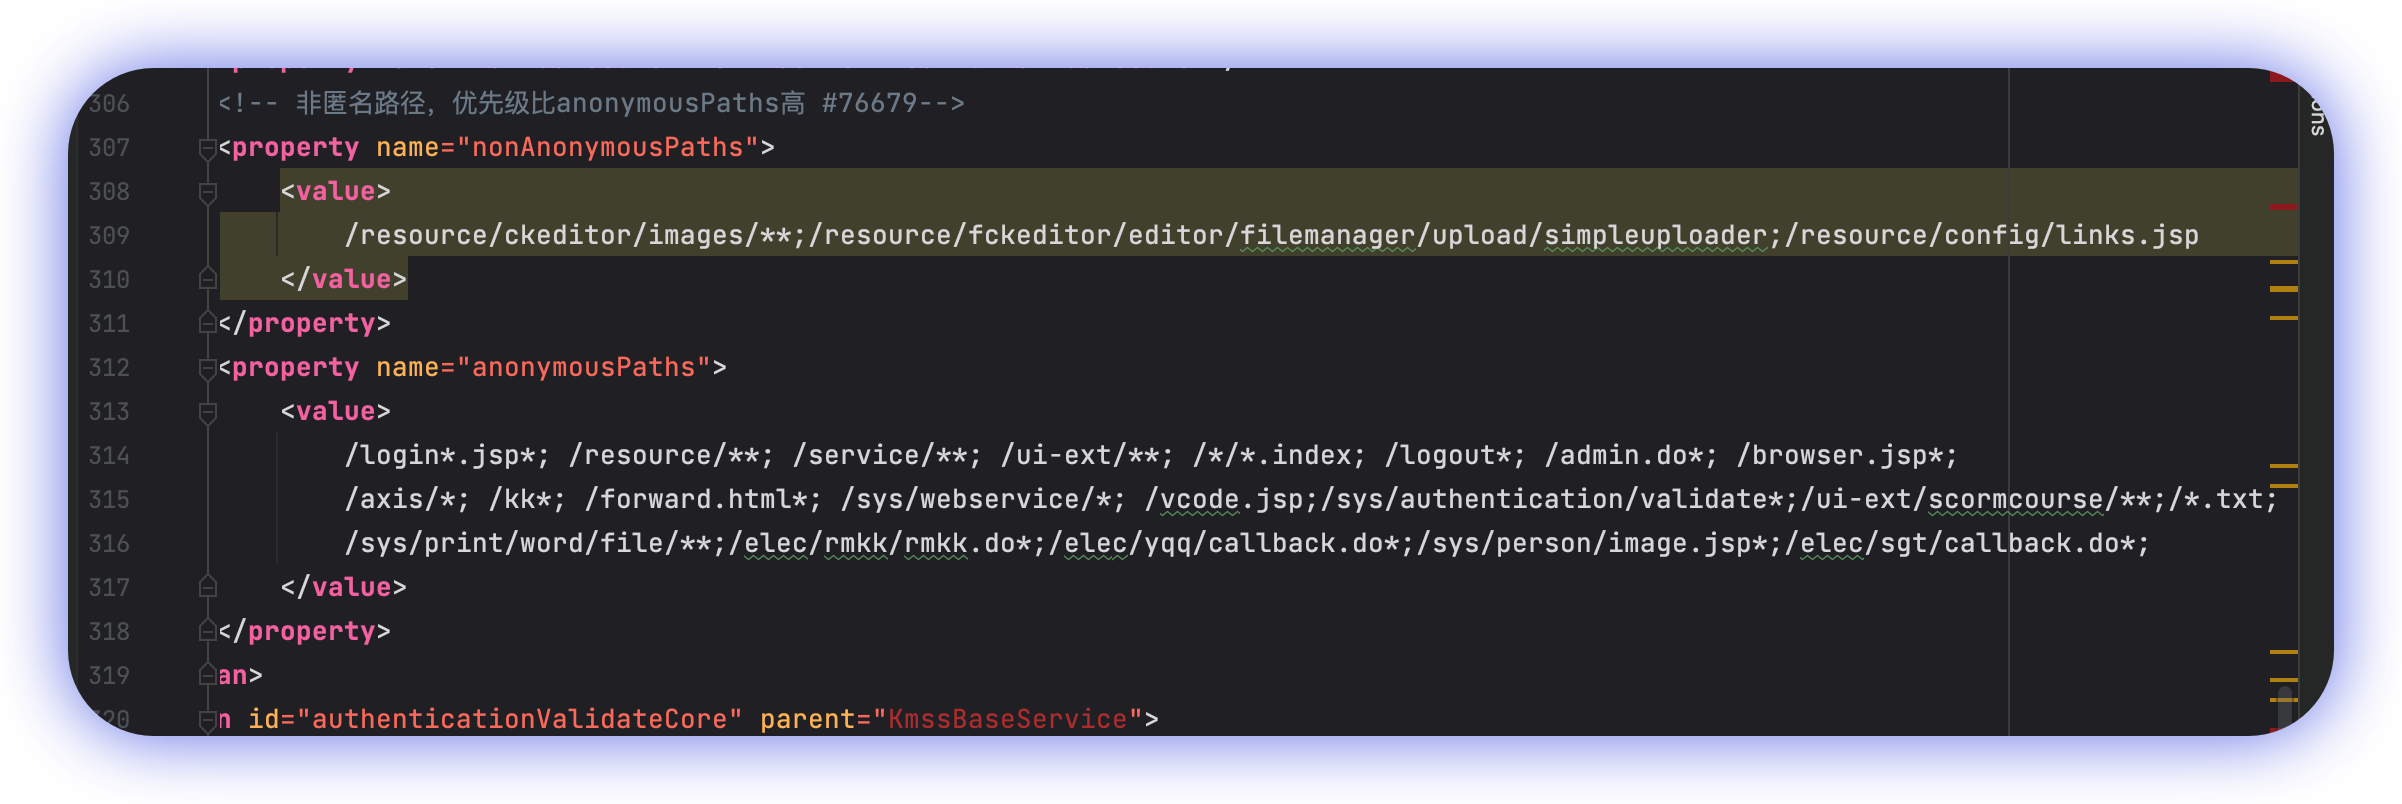 306 <!-- 非匿名路径，优先级比anonymousPaths高 #76679-->
307 <property name="nonAnonymousPaths">
308 <value>
309 /resource/ckeditor/images/**;/resource/fckeditor/editor/filemanager/upload/simpleuploader;/resource/config/links.jsp
310 </value>
311 </property>
312 <property name="anonymousPaths">
313 <value>
314 /login*.jsp*; /resource/**; /service/**; /ui-ext/**; /*/*.index; /logout*; /admin.do*; /browser.jsp*;
315 /axis/*; /kk*; /forward.html*; /sys/webservice/*; /vcode.jsp;/sys/authentication/validate*;/ui-ext/scormcourse/**;/*.txt;
316 /sys/print/word/file/**;/elec/rmkk/rmkk.do*;/elec/yqq/callback.do*;/sys/person/image.jsp*;/elec/sgt/callback.do*;
317 </value>
318 </property>
319 an>
320 n id="authenticationValidateCore" parent="KmssBaseService">
ons